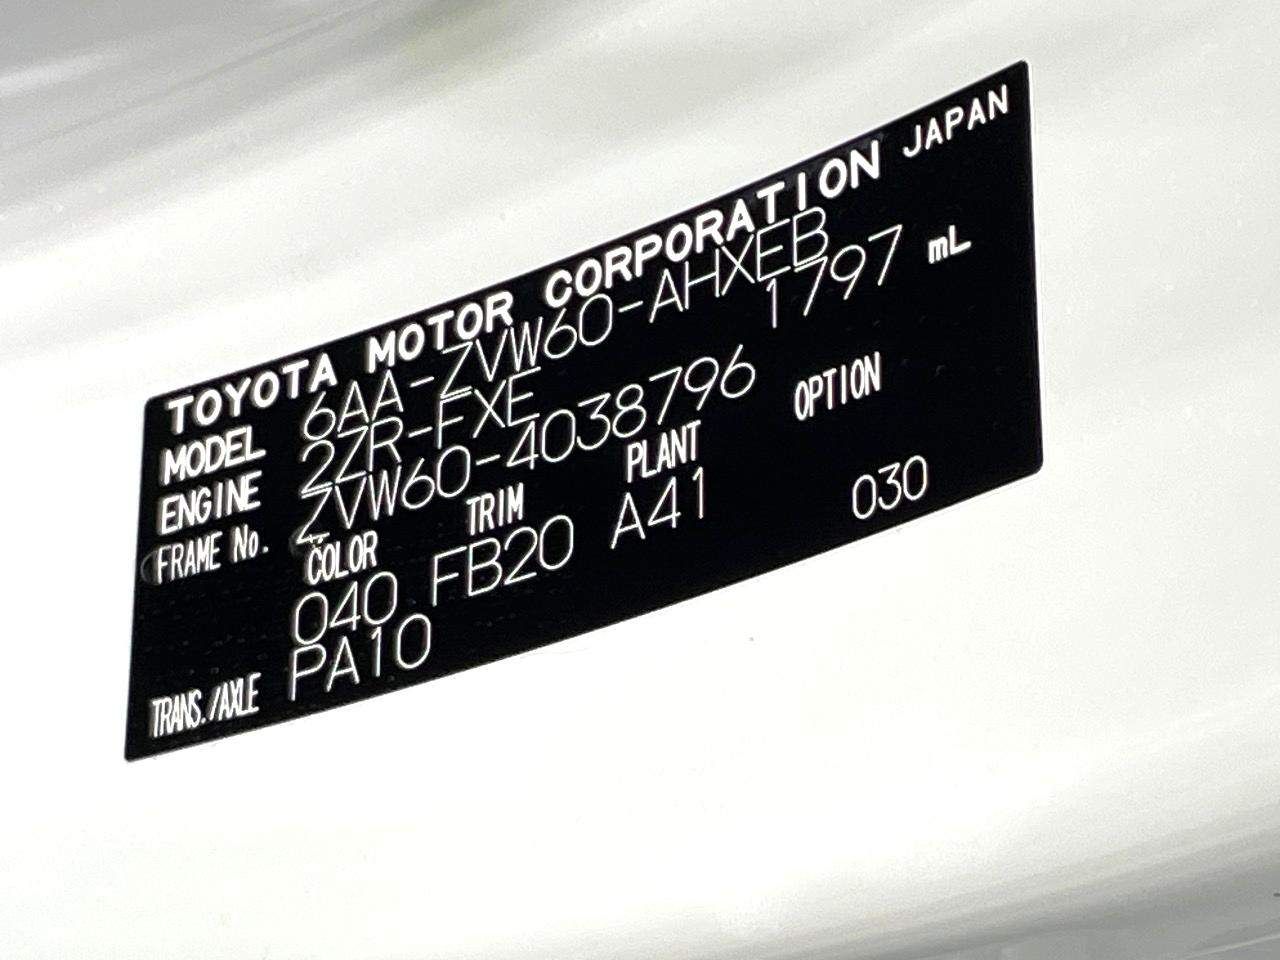 TOYOTA MOTOR CORPORATION JAPAN
MODEL 6AA-ZVW60-AHXEB
ENGINE 2ZR-FXE 1797 mL
FRAME No. ZVW60-4038796
COLOR TRIM PLANT OPTION
040 FB20 A41 030
TRANS./AXLE PA10